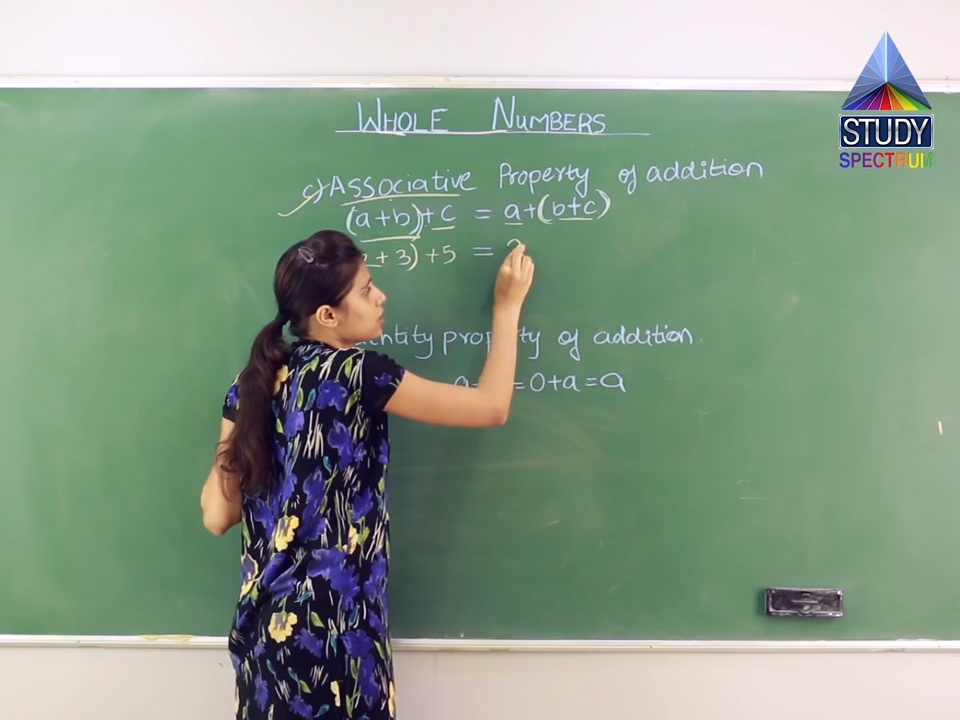 WHOLE NUMBERS
c) Associative Property of addition
(a+b)+c = a+(b+c)
+ 3) +5 =
property of addition.
= 0+a = a
STUDY
SPECTRUM